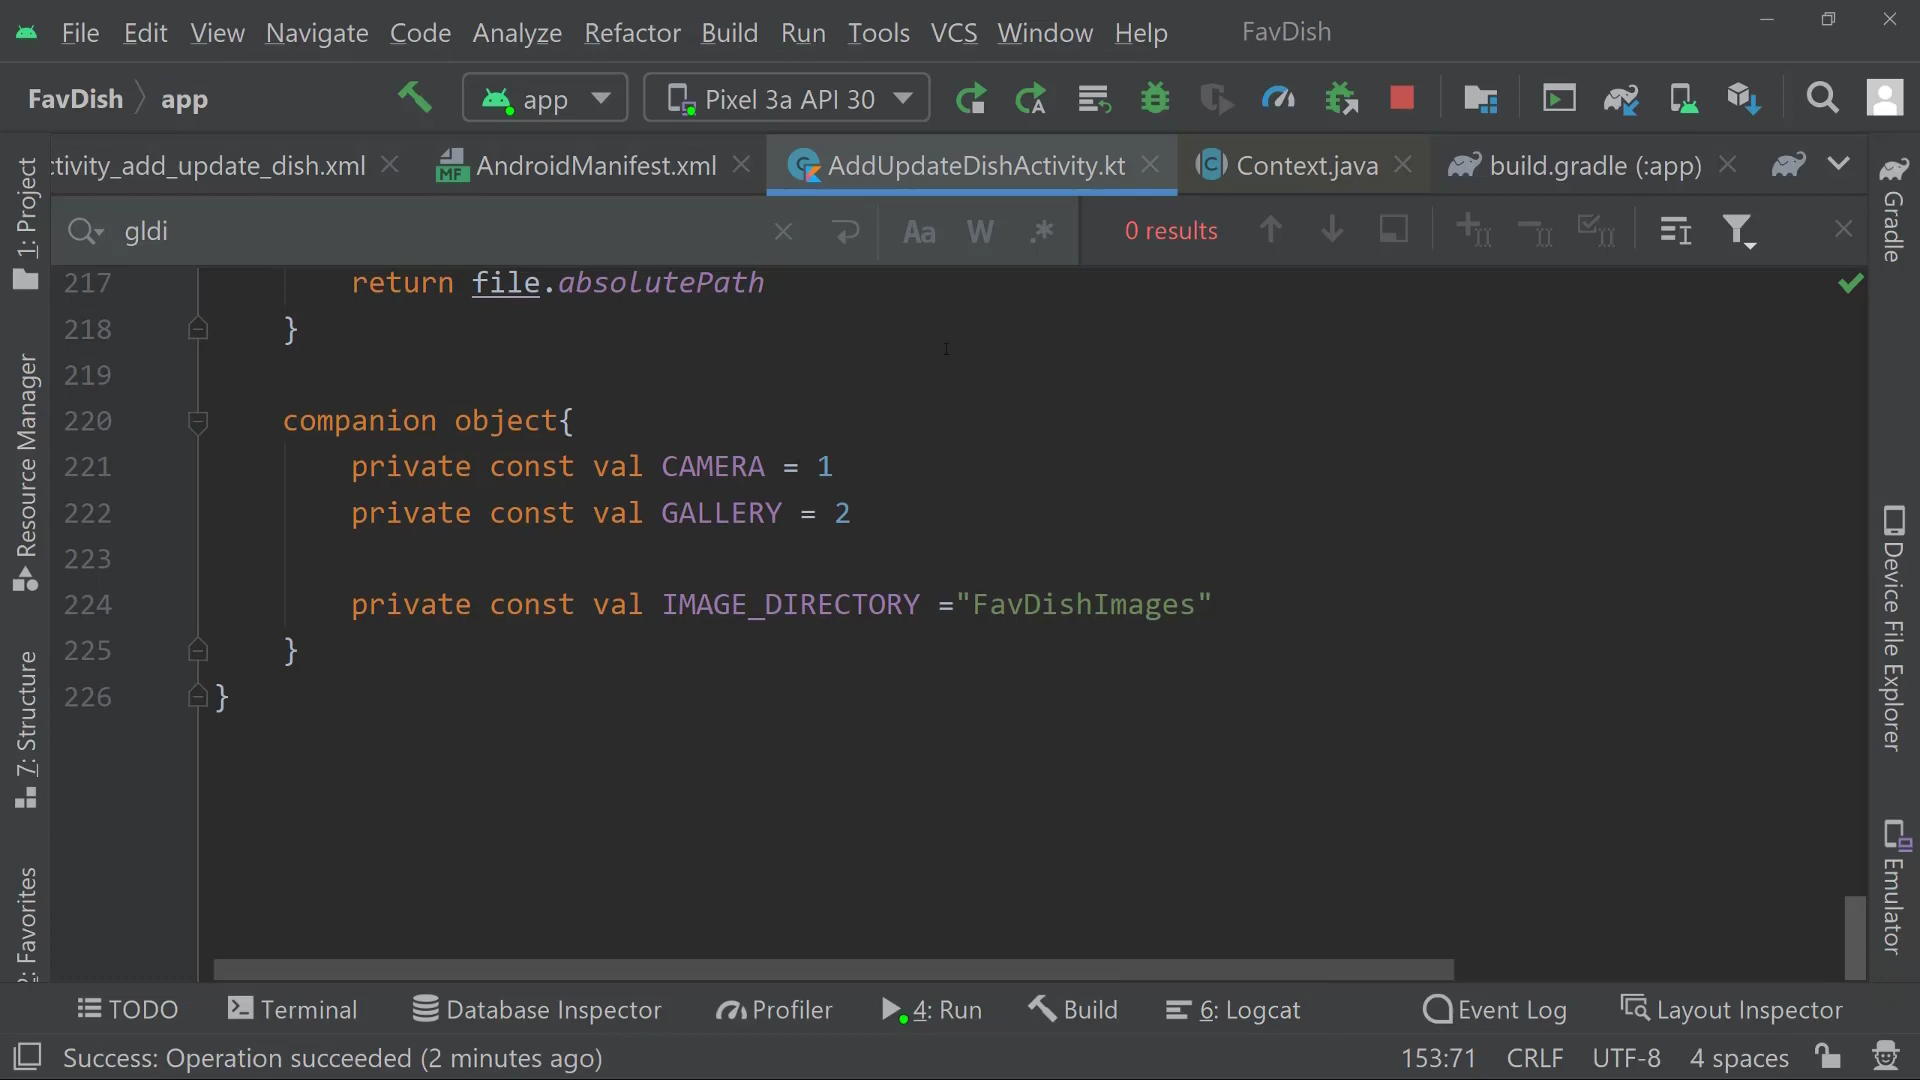 File Edit View Navigate Code Analyze Refactor Build Run Tools VCS Window Help FavDish
FavDish app app Pixel 3a API 30
ctivity_add_update_dish.xml MF AndroidManifest.xml AddUpdateDishActivity.kt Context.java build.gradle (:app)
gldi Aa W .* 0 results
217 return file.absolutePath
218 }
219
220 companion object{
221 private const val CAMERA = 1
222 private const val GALLERY = 2
223
224 private const val IMAGE_DIRECTORY ="FavDishImages"
225 }
226 }
1: Project
Resource Manager
7: Structure
2: Favorites
Gradle
Device File Explorer
Emulator
TODO Terminal Database Inspector Profiler 4: Run Build 6: Logcat Event Log Layout Inspector
Success: Operation succeeded (2 minutes ago) 153:71 CRLF UTF-8 4 spaces